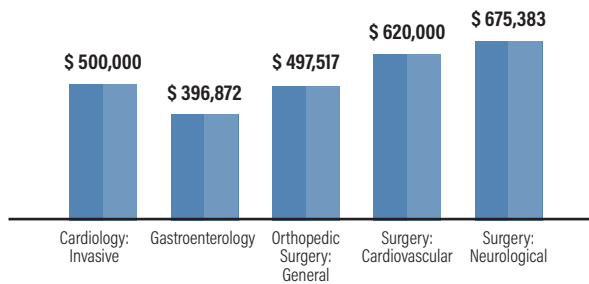 $ 500,000
$ 396,872
$ 497,517
$ 620,000
$ 675,383
Cardiology:
Invasive
Gastroenterology
Orthopedic
Surgery:
General
Surgery:
Cardiovascular
Surgery:
Neurological